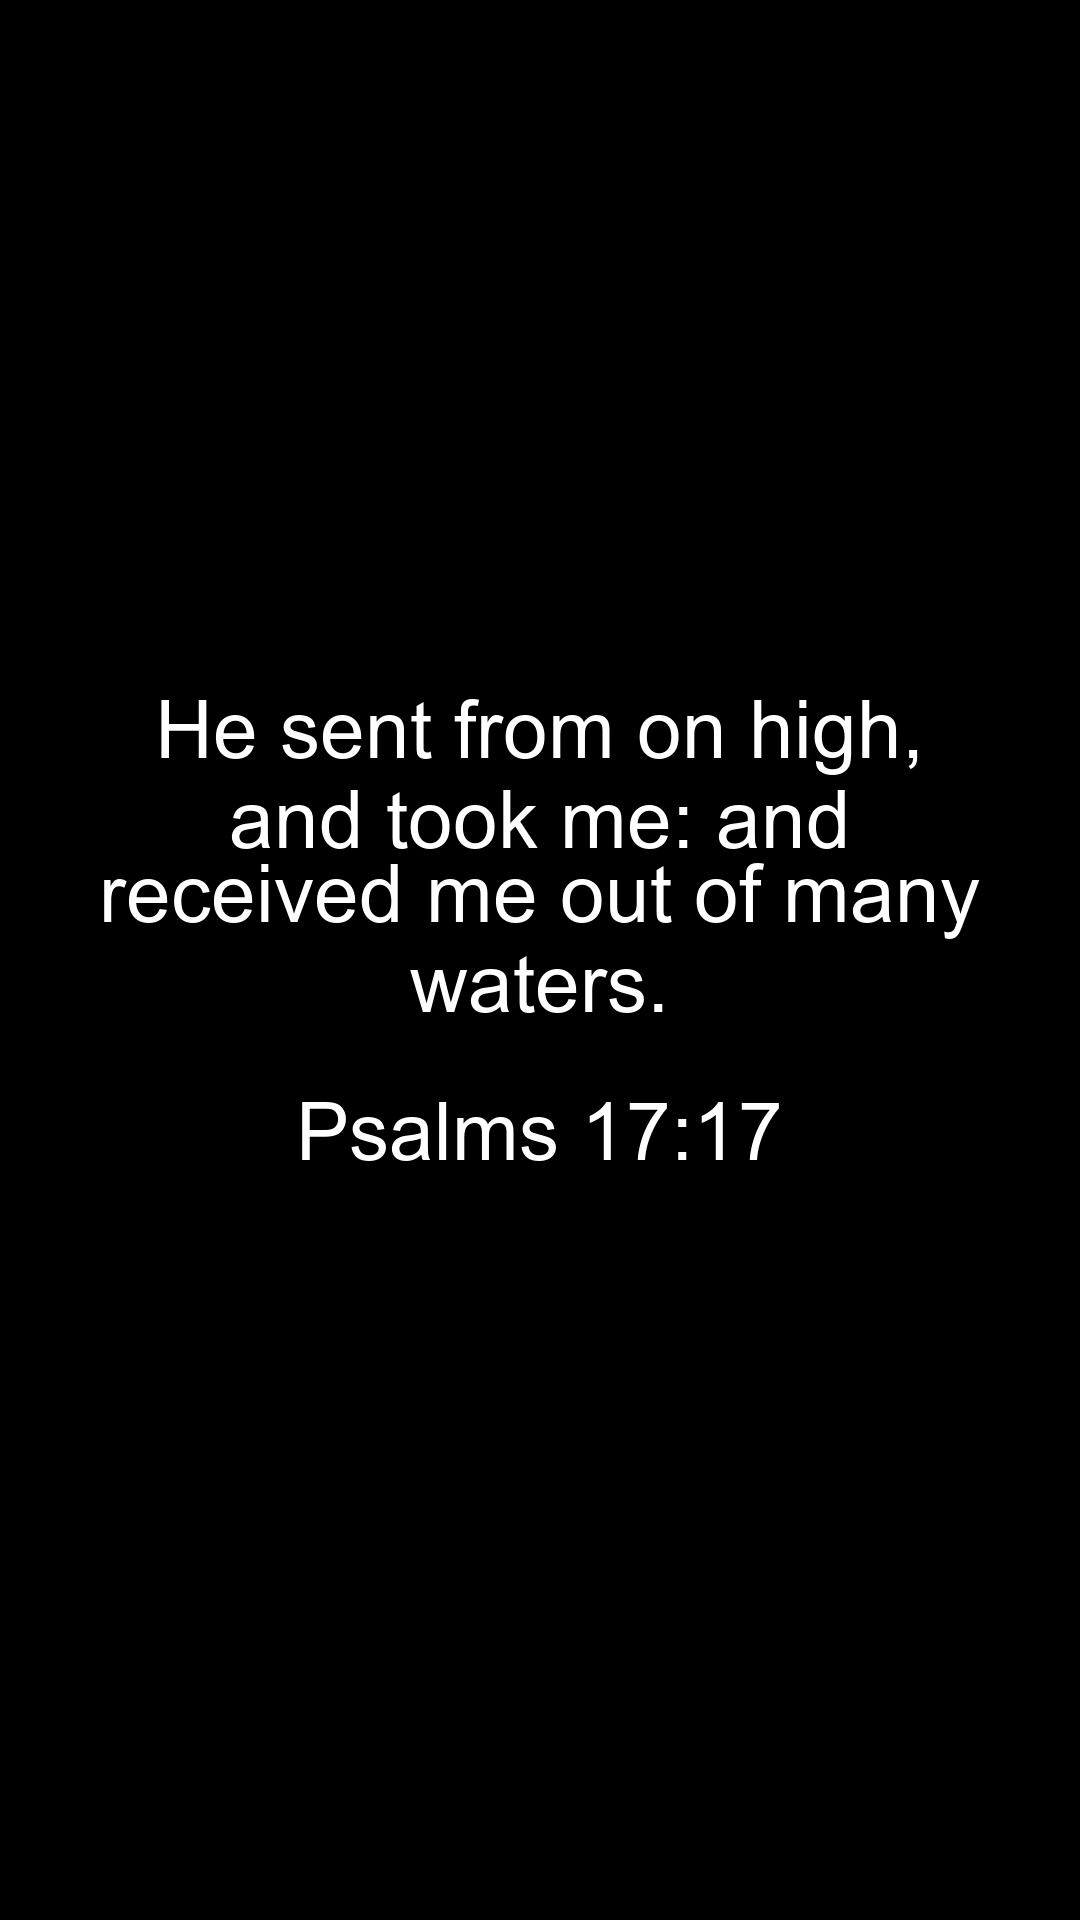 He sent from on high,
and took me: and
received me out of many
waters.
Psalms 17:17